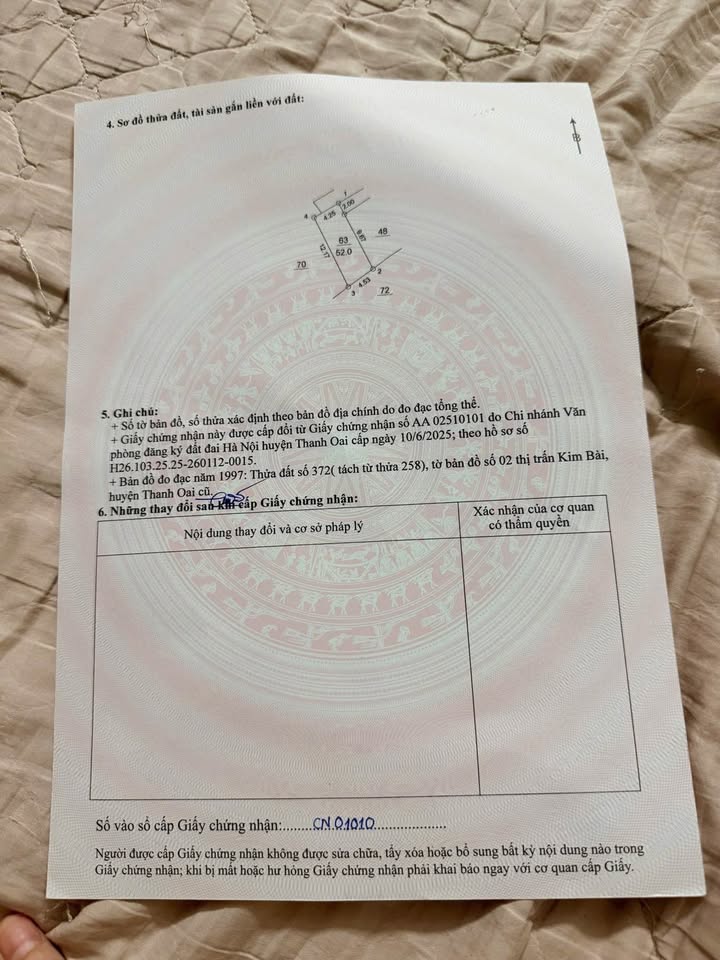 4. Sơ đồ thửa đất, tài sản gắn liền với đất:
B
1
4
4.25
2.00
63
52.0
9.87
48
12.17
70
2
4.53
3
72
5. Ghi chú:
+ Số tờ bản đồ, số thửa xác định theo bản đồ địa chính do đo đạc tổng thể.
+ Giấy chứng nhận này được cấp đổi từ Giấy chứng nhận số AA 02510101 do Chi nhánh Văn
phòng đăng ký đất đai Hà Nội huyện Thanh Oai cấp ngày 10/6/2025; theo hồ sơ số
H26.103.25.25-260112-0015.
+ Bản đồ đo đạc năm 1997: Thửa đất số 372( tách từ thửa 258), tờ bản đồ số 02 thị trấn Kim Bài,
huyện Thanh Oai cũ.
6. Những thay đổi sau khi cấp Giấy chứng nhận:
Nội dung thay đổi và cơ sở pháp lý
Xác nhận của cơ quan
có thẩm quyền
Số vào sổ cấp Giấy chứng nhận:.......CN.01010....................
Người được cấp Giấy chứng nhận không được sửa chữa, tẩy xóa hoặc bổ sung bất kỳ nội dung nào trong
Giấy chứng nhận; khi bị mất hoặc hư hỏng Giấy chứng nhận phải khai báo ngay với cơ quan cấp Giấy.